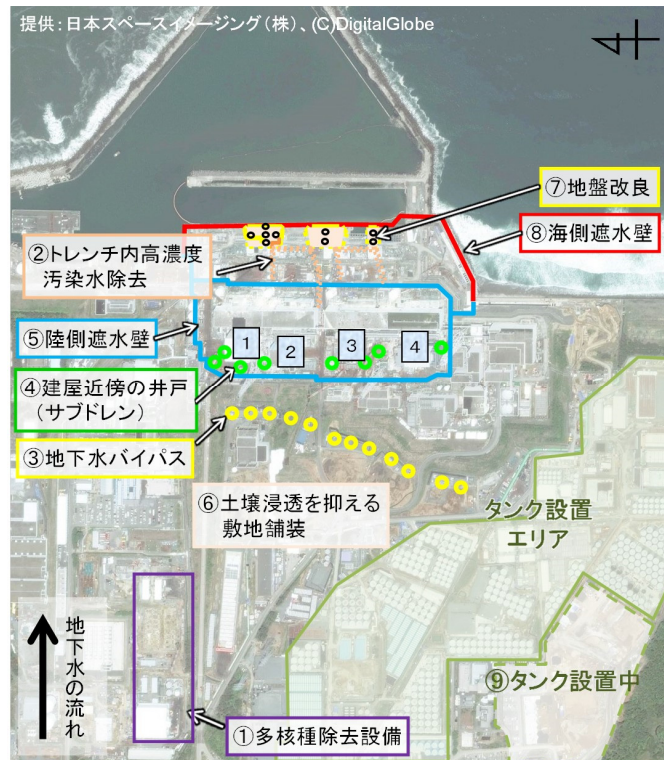 提供：日本スペースイメージング（株）、(C)DigitalGlobe
⑦地盤改良
⑧海側遮水壁
②トレンチ内高濃度
汚染水除去
⑤陸側遮水壁
1
2
3
4
④建屋近傍の井戸
（サブドレン）
③地下水バイパス
⑥土壌浸透を抑える
敷地舗装
タンク設置
エリア
地下水の流れ
⑨タンク設置中
①多核種除去設備